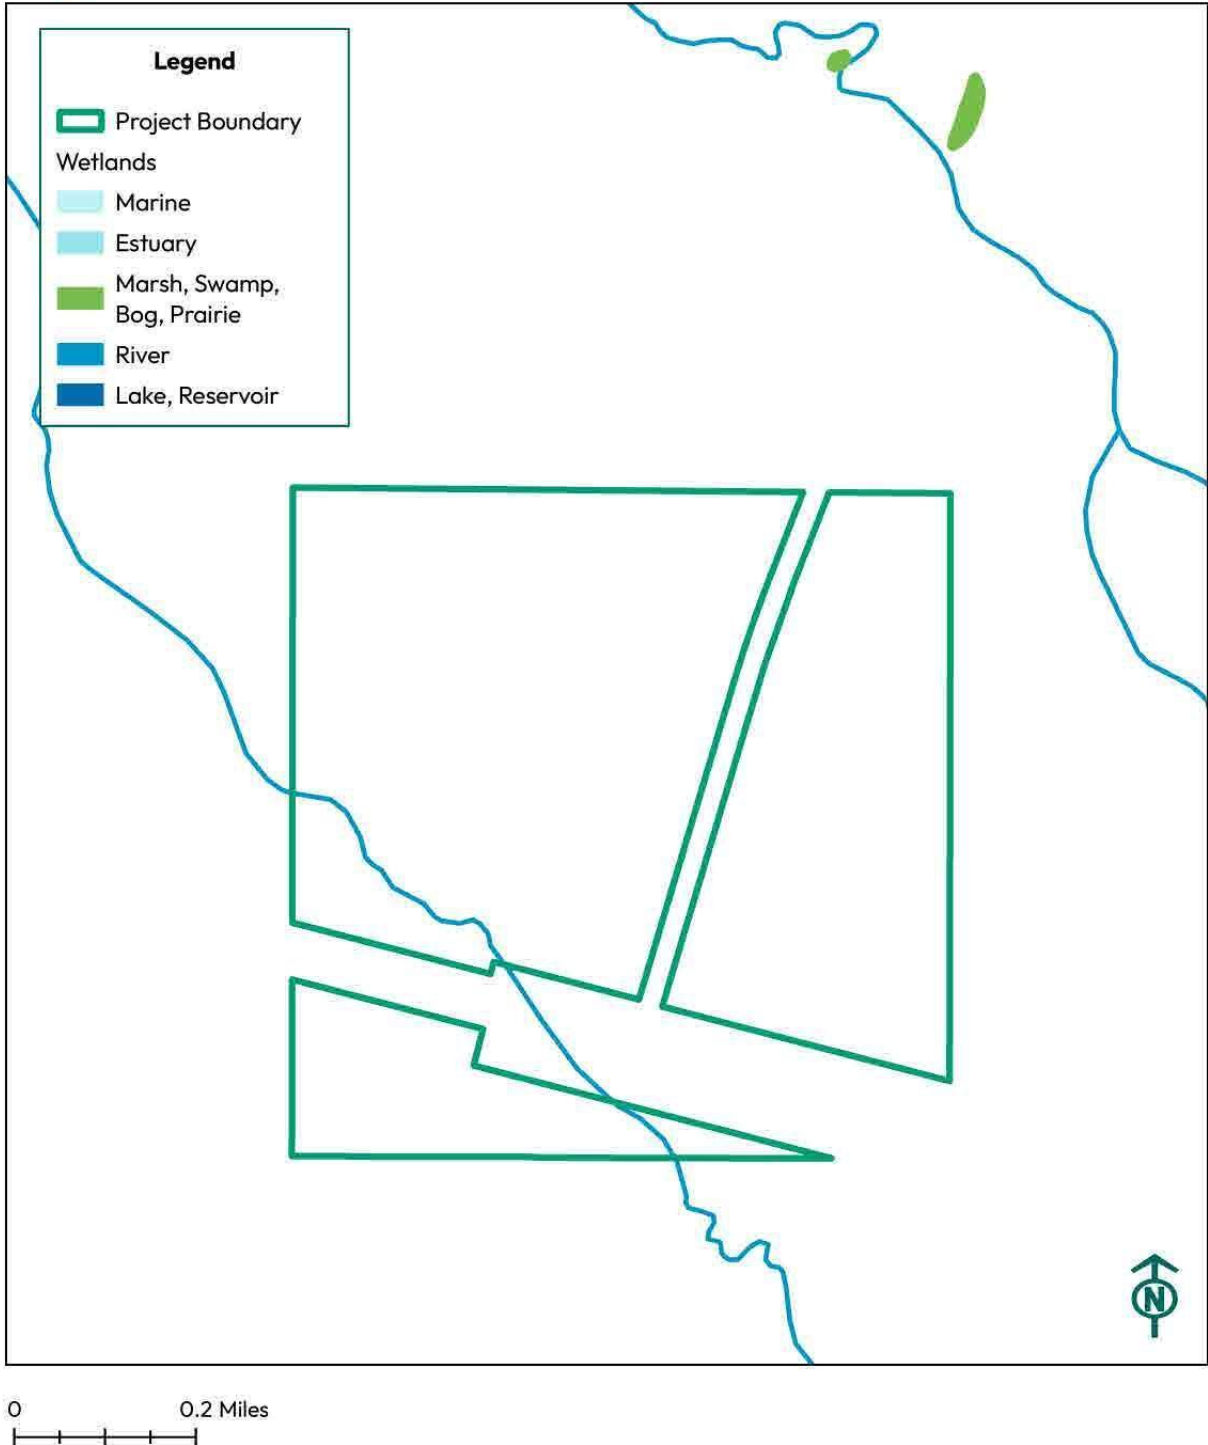 Legend
Project Boundary
Wetlands
Marine
Estuary
Marsh, Swamp,
Bog, Prairie
River
Lake, Reservoir
N
0 0.2 Miles